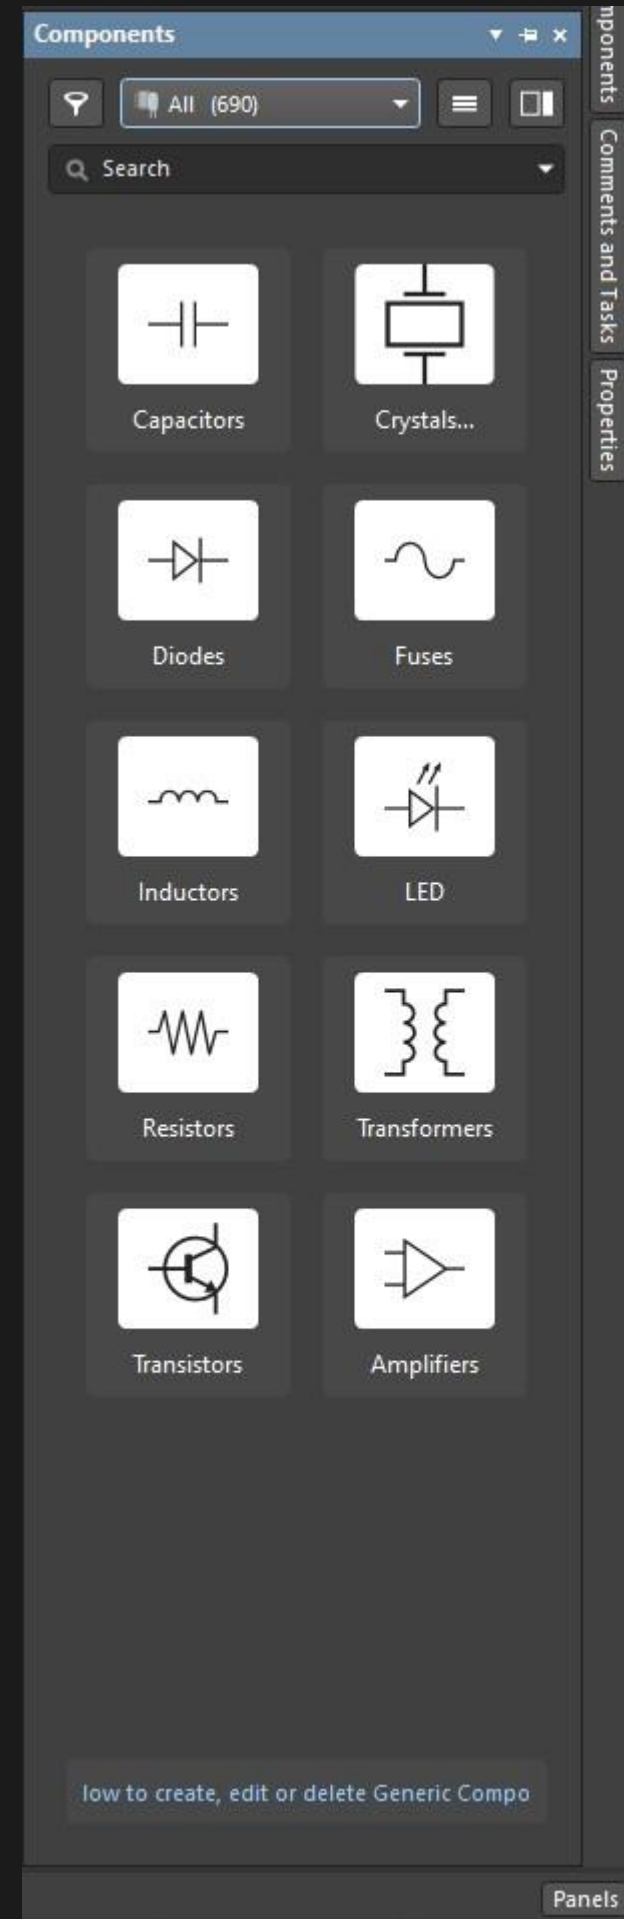 Components
All (690)
Search
Capacitors
Crystals...
Diodes
Fuses
Inductors
LED
Resistors
Transformers
Transistors
Amplifiers
low to create, edit or delete Generic Compo
mponents
Comments and Tasks
Properties
Panels